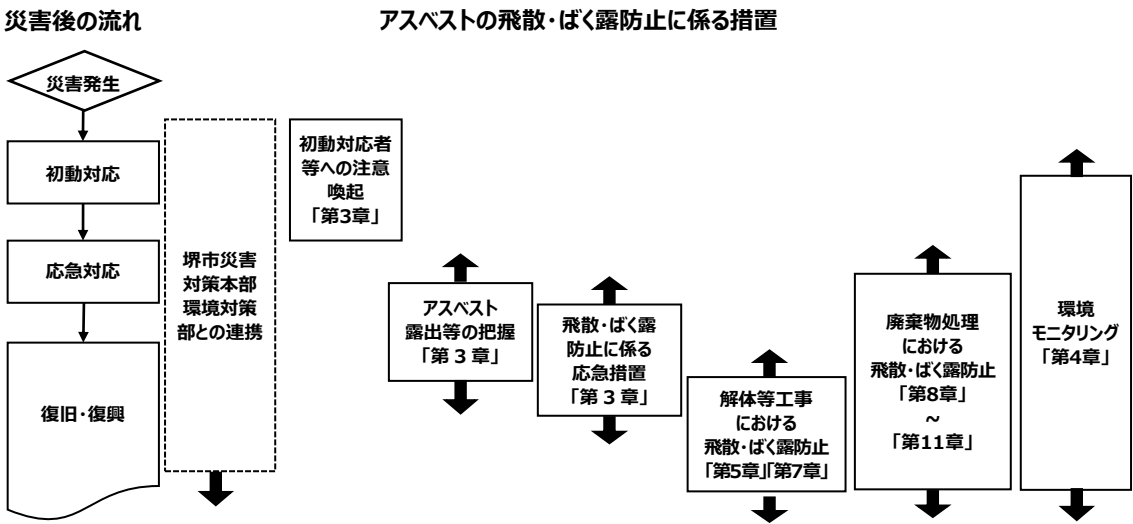 災害後の流れ
アスベストの飛散・ばく露防止に係る措置
災害発生
初動対応
応急対応
復旧・復興
堺市災害
対策本部
環境対策
部との連携
初動対応者
等への注意
喚起
「第3章」
アスベスト
露出等の把握
「第 3 章」
飛散・ばく露
防止に係る
応急措置
「第 3 章」
解体等工事
における
飛散・ばく露防止
「第5章」「第7章」
廃棄物処理
における
飛散・ばく露防止
「第8章」
~
「第11章」
環境
モニタリング
「第4章」